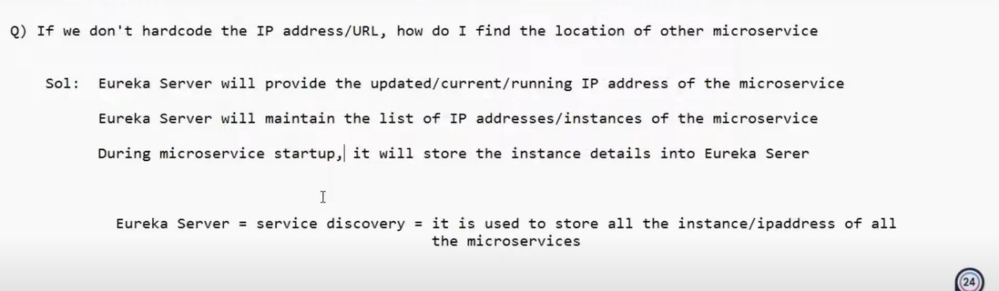 Q) If we don't hardcode the IP address/URL, how do I find the location of other microservice
Sol: Eureka Server will provide the updated/current/running IP address of the microservice
Eureka Server will maintain the list of IP addresses/instances of the microservice
During microservice startup, it will store the instance details into Eureka Serer
Eureka Server = service discovery = it is used to store all the instance/ipaddress of all
the microservices
24